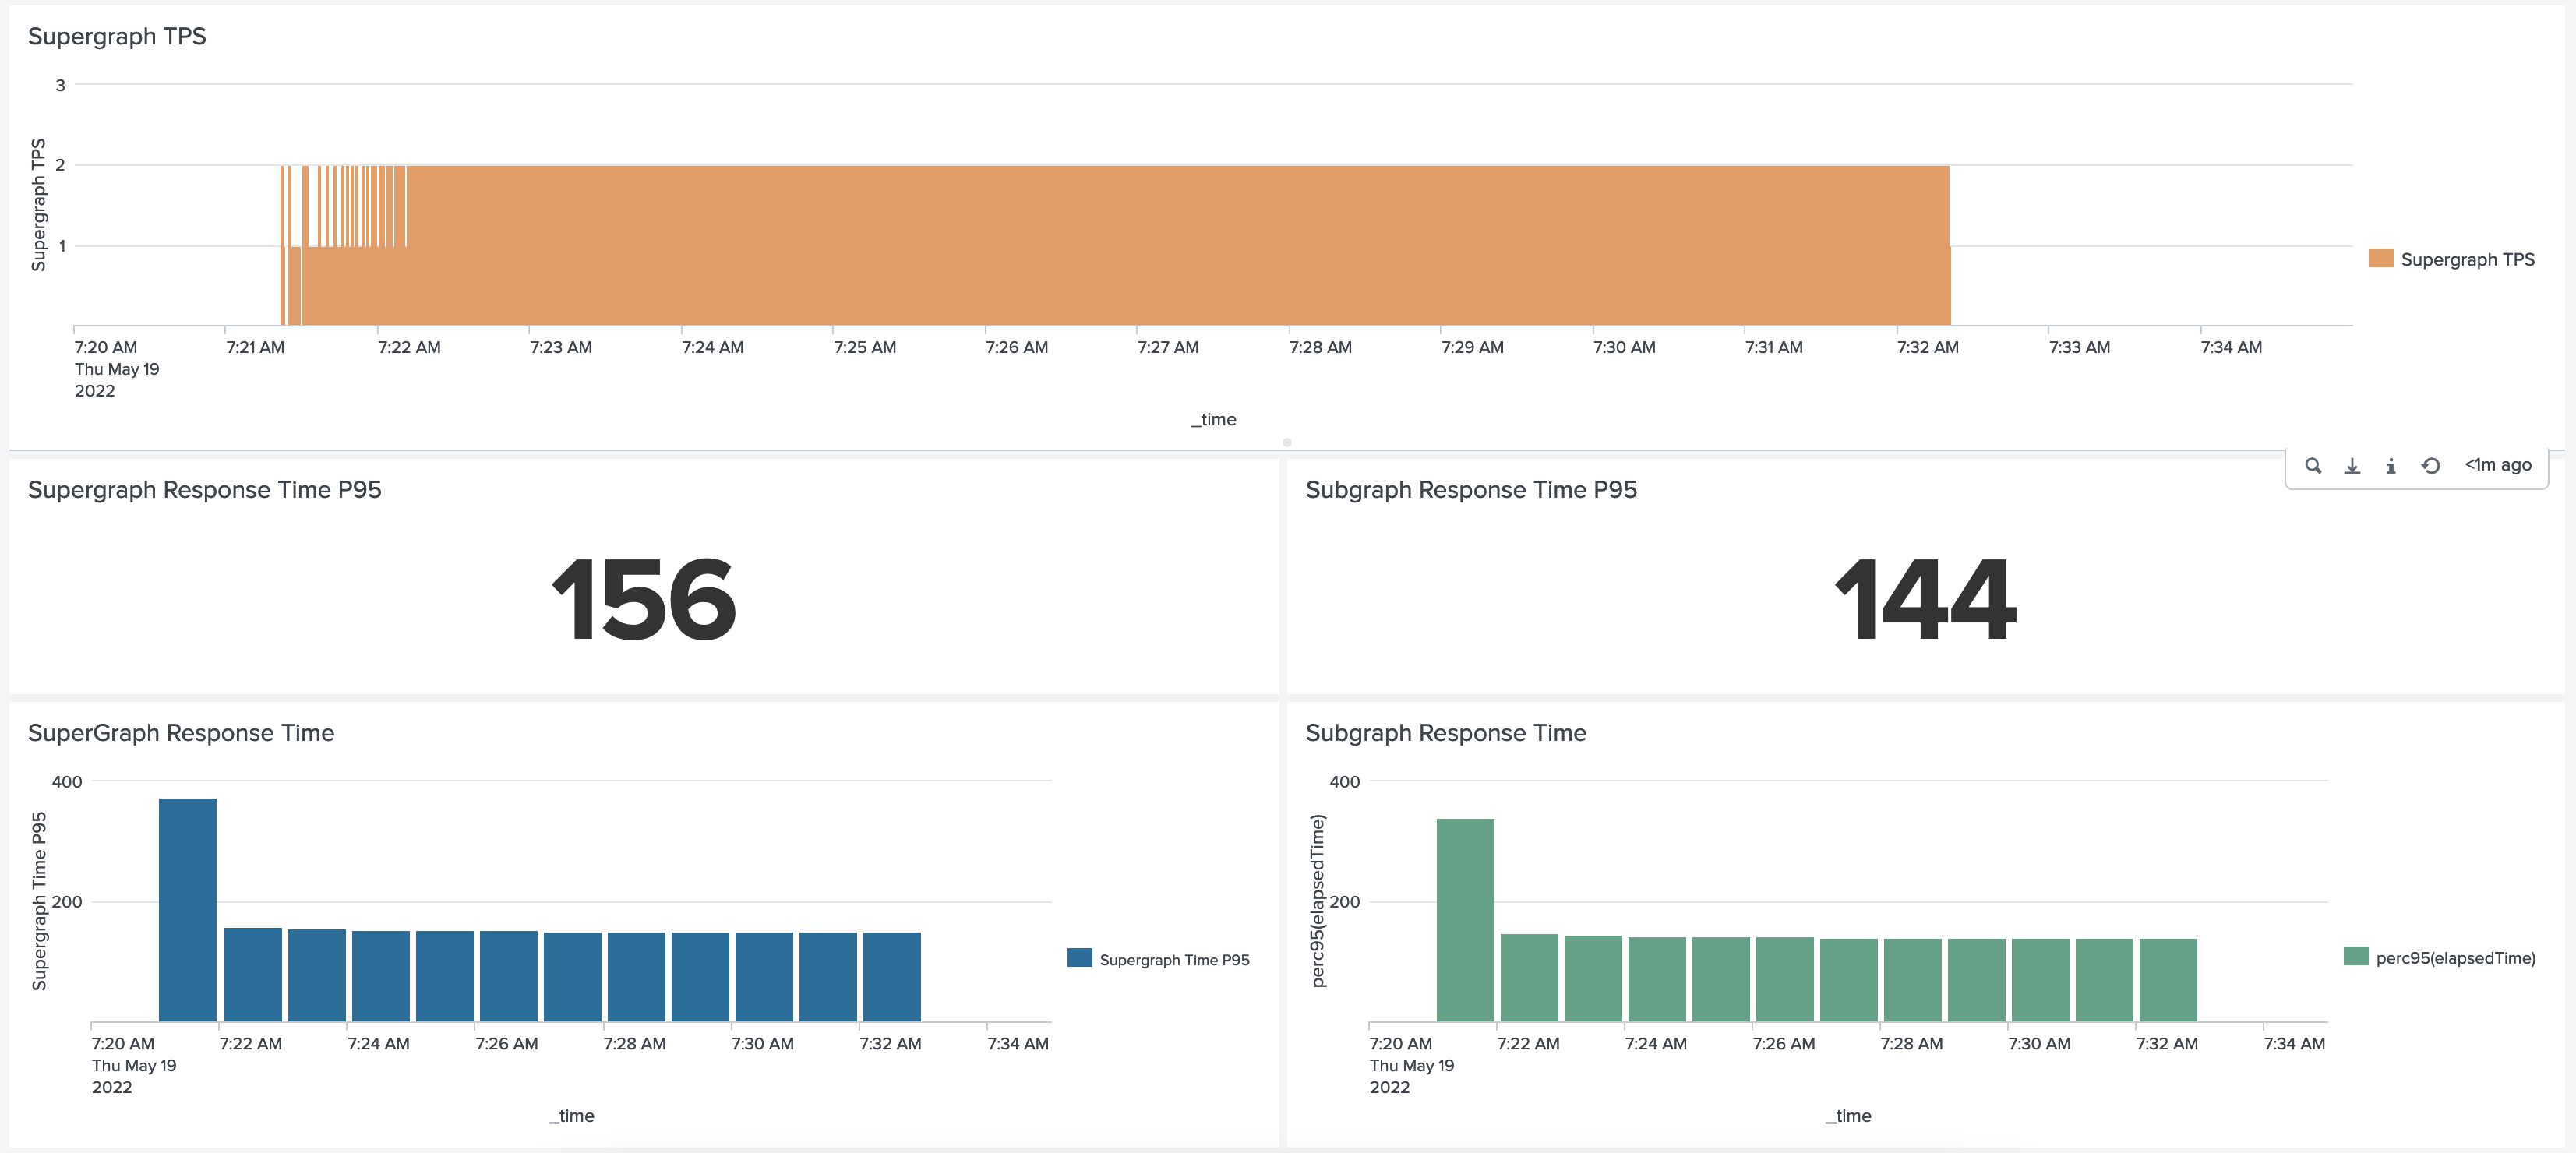 Supergraph TPS
3
2
1
Supergraph TPS
Supergraph TPS
7:20 AM 7:21 AM 7:22 AM 7:23 AM 7:24 AM 7:25 AM 7:26 AM 7:27 AM 7:28 AM 7:29 AM 7:30 AM 7:31 AM 7:32 AM 7:33 AM 7:34 AM
Thu May 19
2022
_time
<1m ago
Supergraph Response Time P95
156
Subgraph Response Time P95
144
SuperGraph Response Time
400
200
Supergraph Time P95
Supergraph Time P95
7:20 AM 7:22 AM 7:24 AM 7:26 AM 7:28 AM 7:30 AM 7:32 AM 7:34 AM
Thu May 19
2022
_time
Subgraph Response Time
400
200
perc95(elapsedTime)
perc95(elapsedTime)
7:20 AM 7:22 AM 7:24 AM 7:26 AM 7:28 AM 7:30 AM 7:32 AM 7:34 AM
Thu May 19
2022
_time